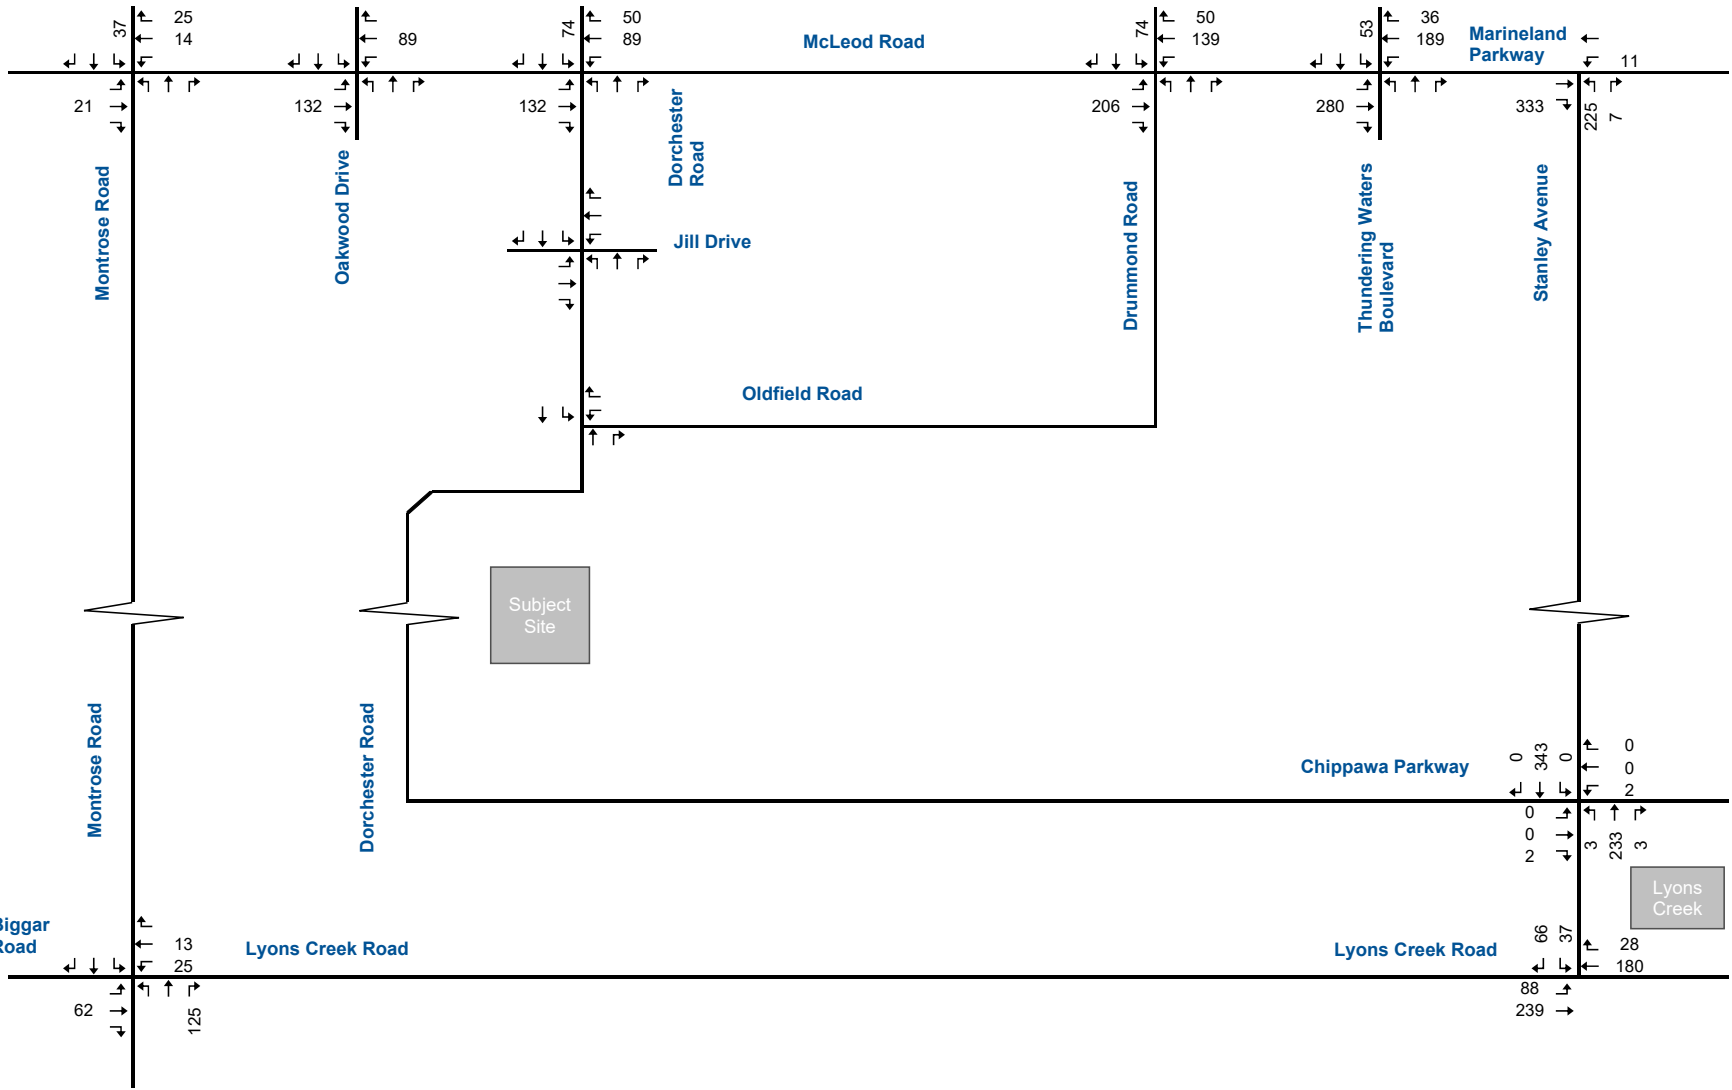 37
25
14
21
89
132
74
50
89
132
McLeod Road
74
50
139
206
53
36
189
280
Marineland
Parkway
11
333
225
7
Montrose Road
Oakwood Drive
Dorchester
Road
Jill Drive
Drummond Road
Thundering Waters
Boulevard
Stanley Avenue
Oldfield Road
Subject
Site
Montrose Road
Dorchester Road
Chippawa Parkway
0
343
0
0
0
2
0
0
2
3
233
3
Lyons
Creek
Biggar
Road
13
25
62
125
Lyons Creek Road
Lyons Creek Road
66
37
28
180
88
239